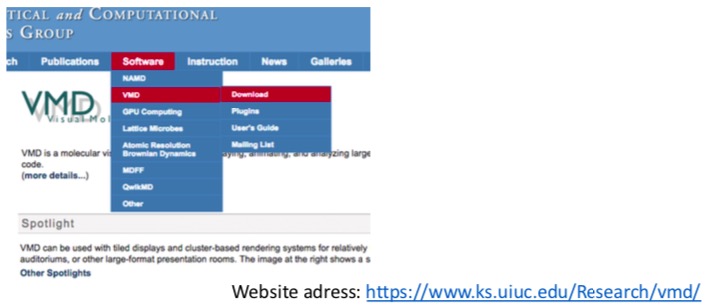 TICAL and COMPUTATIONAL
S GROUP
ch Publications Software Instruction News Galleries
NAMD
VMD Download
GPU Computing Plugins
Lattice Microbes User's Guide
Atomic Resolution Brownian Dynamics Mailing List
MDFF
QwikMD
Other
VMD
Visual Mol
VMD is a molecular vi aying, animating, and analyzing large
code.
(more details...)
Spotlight
VMD can be used with tiled displays and cluster-based rendering systems for relatively
auditoriums, or other large-format presentation rooms. The image at the right shows a s
Other Spotlights
Website adress: https://www.ks.uiuc.edu/Research/vmd/